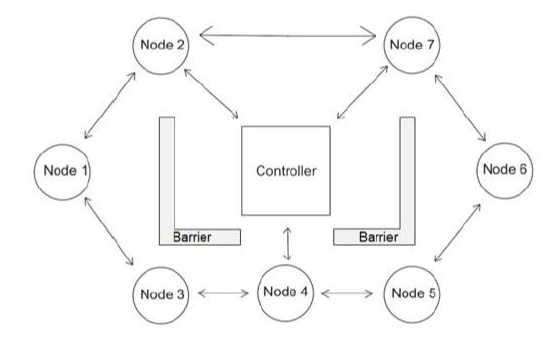 Node 2
Node 7
Node 1
Controller
Node 6
Barrier
Barrier
Node 3
Node 4
Node 5